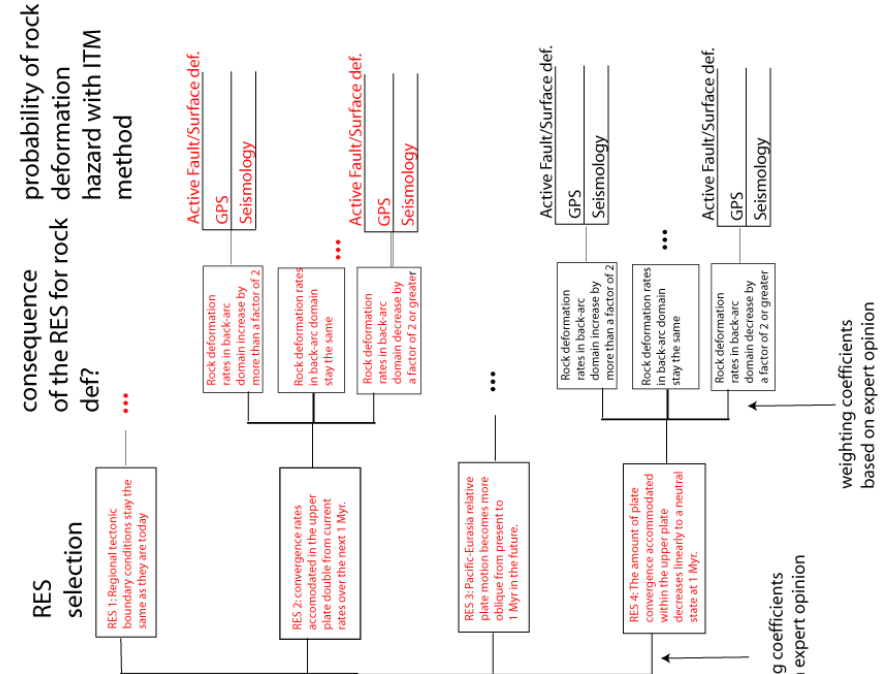 RES
selection
consequence
of the RES for rock
def?
probability of rock
deformation
hazard with ITM
method
RES 1: Regional tectonic
boundary conditions stay the
same as they are today
...
RES 2: convergence rates
accomodated in the upper
plate double from current
rates over the next 1 Myr.
Rock deformation
rates in back-arc
domain increase by
more than a factor of 2
Active Fault/Surface def.
GPS
Seismology
Rock deformation rates
in back-arc domain
stay the same
...
Rock deformation
rates in back-arc
domain decrease by
a factor of 2 or greater
Active Fault/Surface def.
GPS
Seismology
RES 3: Pacific-Eurasia relative
plate motion becomes more
oblique from present to
1 Myr in the future.
...
RES 4: The amount of plate
convergence accommodated
within the upper plate
decreases linearly to a neutral
state at 1 Myr.
Rock deformation
rates in back-arc
domain increase by
more than a factor of 2
Active Fault/Surface def.
GPS
Seismology
Rock deformation rates
in back-arc domain
stay the same
...
Rock deformation
rates in back-arc
domain decrease by
a factor of 2 or greater
Active Fault/Surface def.
GPS
Seismology
g coefficients
expert opinion
weighting coefficients
based on expert opinion